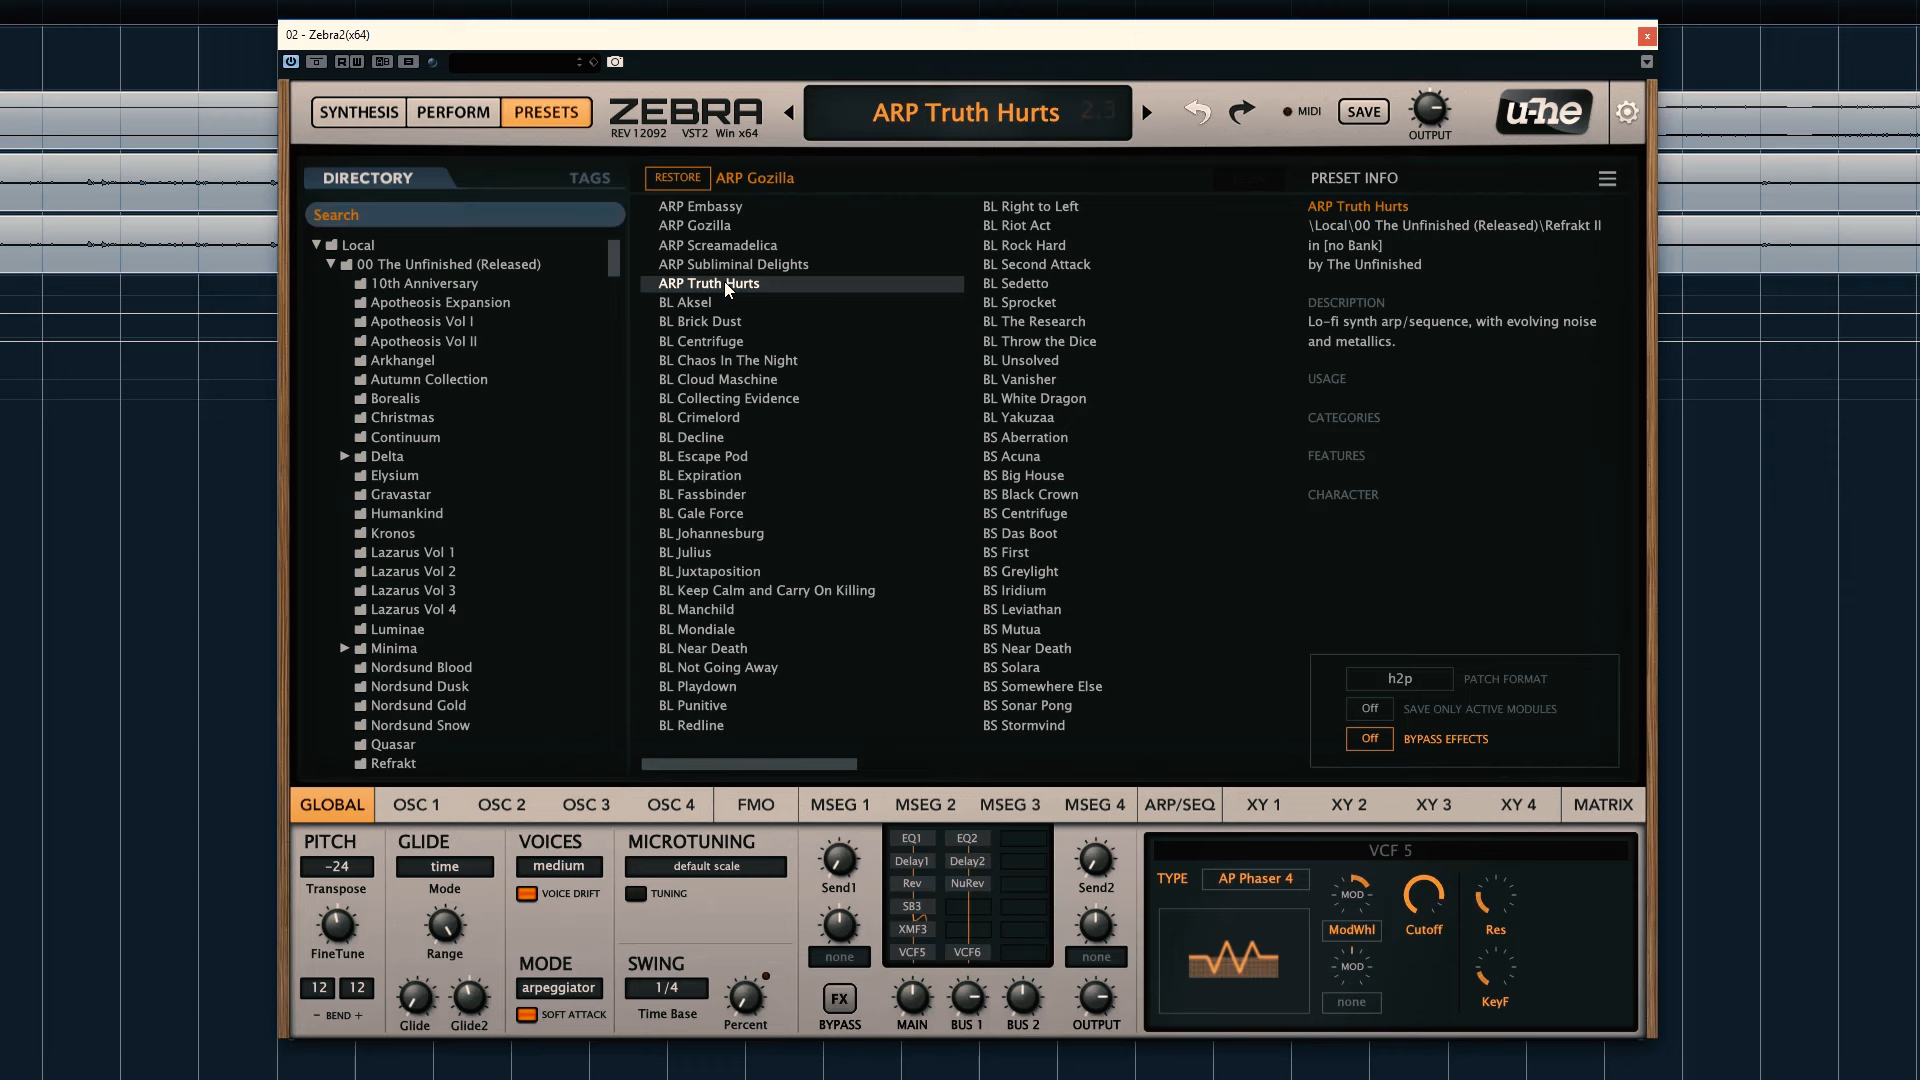 02 - Zebra2(x64)
x
R W AB
SYNTHESIS PERFORM PRESETS
ZEBRA
REV 12092 VST2 Win x64
ARP Truth Hurts 2.3
MIDI
SAVE
OUTPUT
u-he
DIRECTORY TAGS
Search
Local
00 The Unfinished (Released)
10th Anniversary
Apotheosis Expansion
Apotheosis Vol I
Apotheosis Vol II
Arkhangel
Autumn Collection
Borealis
Christmas
Continuum
Delta
Elysium
Gravastar
Humankind
Kronos
Lazarus Vol 1
Lazarus Vol 2
Lazarus Vol 3
Lazarus Vol 4
Luminae
Minima
Nordsund Blood
Nordsund Dusk
Nordsund Gold
Nordsund Snow
Quasar
Refrakt
RESTORE ARP Gozilla
ARP Embassy
ARP Gozilla
ARP Screamadelica
ARP Subliminal Delights
ARP Truth Hurts
BL Aksel
BL Brick Dust
BL Centrifuge
BL Chaos In The Night
BL Cloud Maschine
BL Collecting Evidence
BL Crimelord
BL Decline
BL Escape Pod
BL Expiration
BL Fassbinder
BL Gale Force
BL Johannesburg
BL Julius
BL Juxtaposition
BL Keep Calm and Carry On Killing
BL Manchild
BL Mondiale
BL Near Death
BL Not Going Away
BL Playdown
BL Punitive
BL Redline
BL Right to Left
BL Riot Act
BL Rock Hard
BL Second Attack
BL Sedetto
BL Sprocket
BL The Research
BL Throw the Dice
BL Unsolved
BL Vanisher
BL White Dragon
BL Yakuzaa
BS Aberration
BS Acuna
BS Big House
BS Black Crown
BS Centrifuge
BS Das Boot
BS First
BS Greylight
BS Iridium
BS Leviathan
BS Mutua
BS Near Death
BS Solara
BS Somewhere Else
BS Sonar Pong
BS Stormvind
PRESET INFO
ARP Truth Hurts
\Local\00 The Unfinished (Released)\Refrakt II
in [no Bank]
by The Unfinished
DESCRIPTION
Lo-fi synth arp/sequence, with evolving noise
and metallics.
USAGE
CATEGORIES
FEATURES
CHARACTER
h2p PATCH FORMAT
Off SAVE ONLY ACTIVE MODULES
Off BYPASS EFFECTS
GLOBAL OSC 1 OSC 2 OSC 3 OSC 4 FMO MSEG 1 MSEG 2 MSEG 3 MSEG 4 ARP/SEQ XY 1 XY 2 XY 3 XY 4 MATRIX
PITCH
-24
Transpose
FineTune
12 12
- BEND +
GLIDE
time
Mode
Range
Glide Glide2
VOICES
medium
VOICE DRIFT
MODE
arpeggiator
SOFT ATTACK
MICROTUNING
default scale
TUNING
SWING
1/4
Time Base
Percent
Send1
none
FX
BYPASS
EQ1 EQ2
Delay1 Delay2
Rev NuRev
SB3
XMF3
VCF5 VCF6
MAIN BUS 1 BUS 2
Send2
none
OUTPUT
VCF 5
TYPE AP Phaser 4
MOD
ModWhl
MOD
none
Cutoff
Res
KeyF